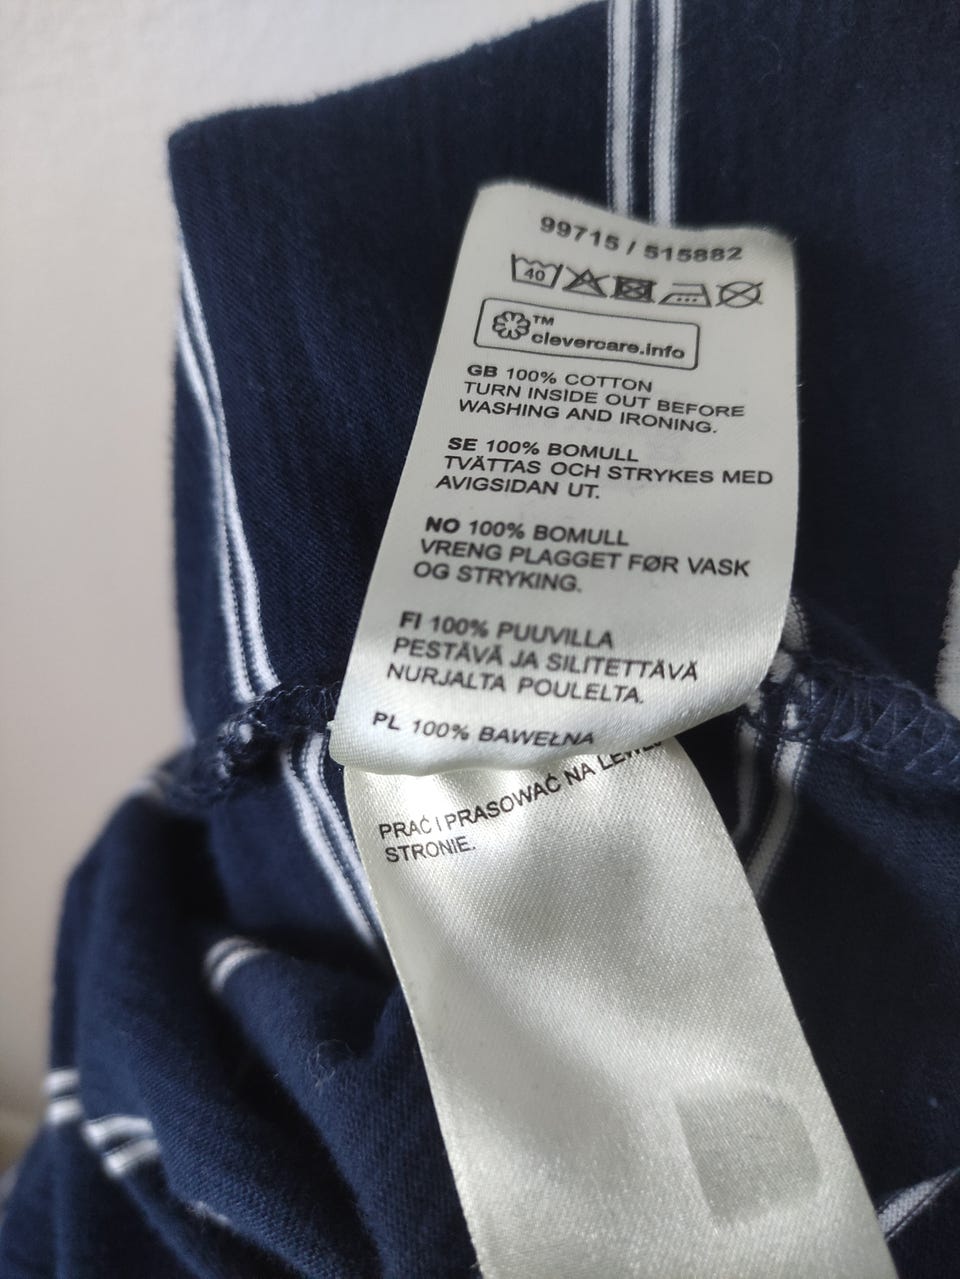 99715 / 515882
40
TM
clevercare.info
GB 100% COTTON
TURN INSIDE OUT BEFORE
WASHING AND IRONING.
SE 100% BOMULL
TVÄTTAS OCH STRYKES MED
AVIGSIDAN UT.
NO 100% BOMULL
VRENG PLAGGET FØR VASK
OG STRYKING.
FI 100% PUUVILLA
PESTÄVÄ JA SILITETTÄVÄ
NURJALTA POULELTA.
PL 100% BAWEŁNA
PRAĆ I PRASOWAĆ NA
STRONIE.